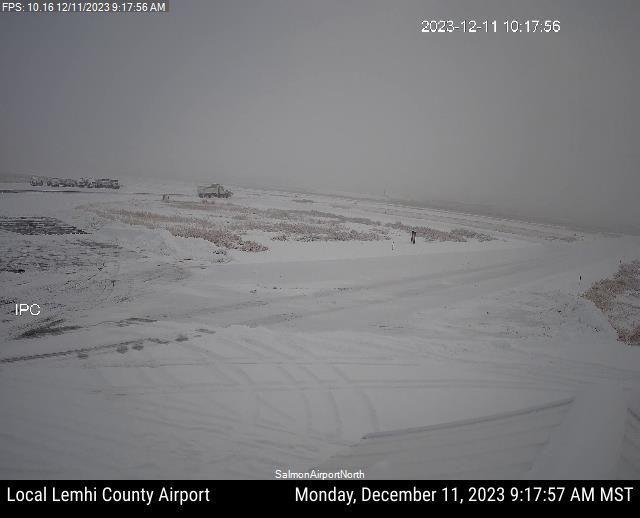 FPS: 10.16 12/11/2023 9:17:56 AM
2023-12-11 10:17:56
IPC
SalmonAirportNorth
Local Lemhi County Airport Monday, December 11, 2023 9:17:57 AM MST